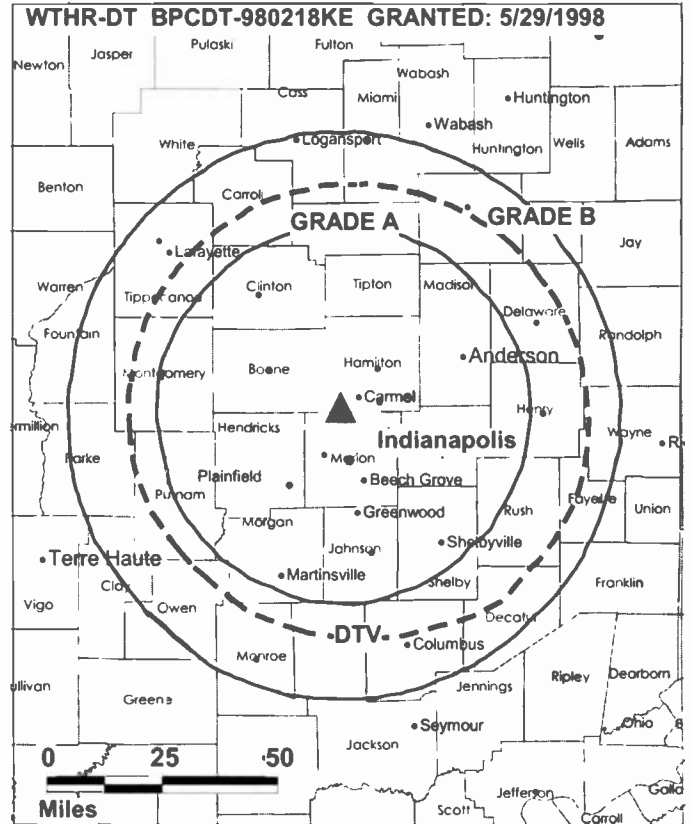 WTHR-DT BPCDT-980218KE GRANTED: 5/29/1998
Pulaski
Fulton
Jasper
Newton
Wabash
Cass
Miami
Huntington
Wabash
Logansport
White
Huntington
Wells
Adams
Benton
Carroll
GRADE A
GRADE B
Jay
Lafayette
Warren
Clinton
Tipton
Madison
Tippecanoe
Delaware
Fountain
Randolph
Anderson
Montgomery
Boone
Hamilton
Carmel
Henry
rmillion
Hendricks
Indianapolis
Wayne
Ri
Parke
Marion
Plainfield
Beech Grove
Putnam
Fayette
Union
Morgan
Greenwood
Rush
Johnson
Shelbyville
Terre Haute
Martinsville
Clay
Shelby
Franklin
Vigo
Owen
Decatur
DTV
Columbus
Monroe
ullivan
Greene
Jennings
Ripley
Dearborn
Seymour
Ohio
Jackson
0 25 50
Miles
Jefferson
Scott
Carroll
Galla